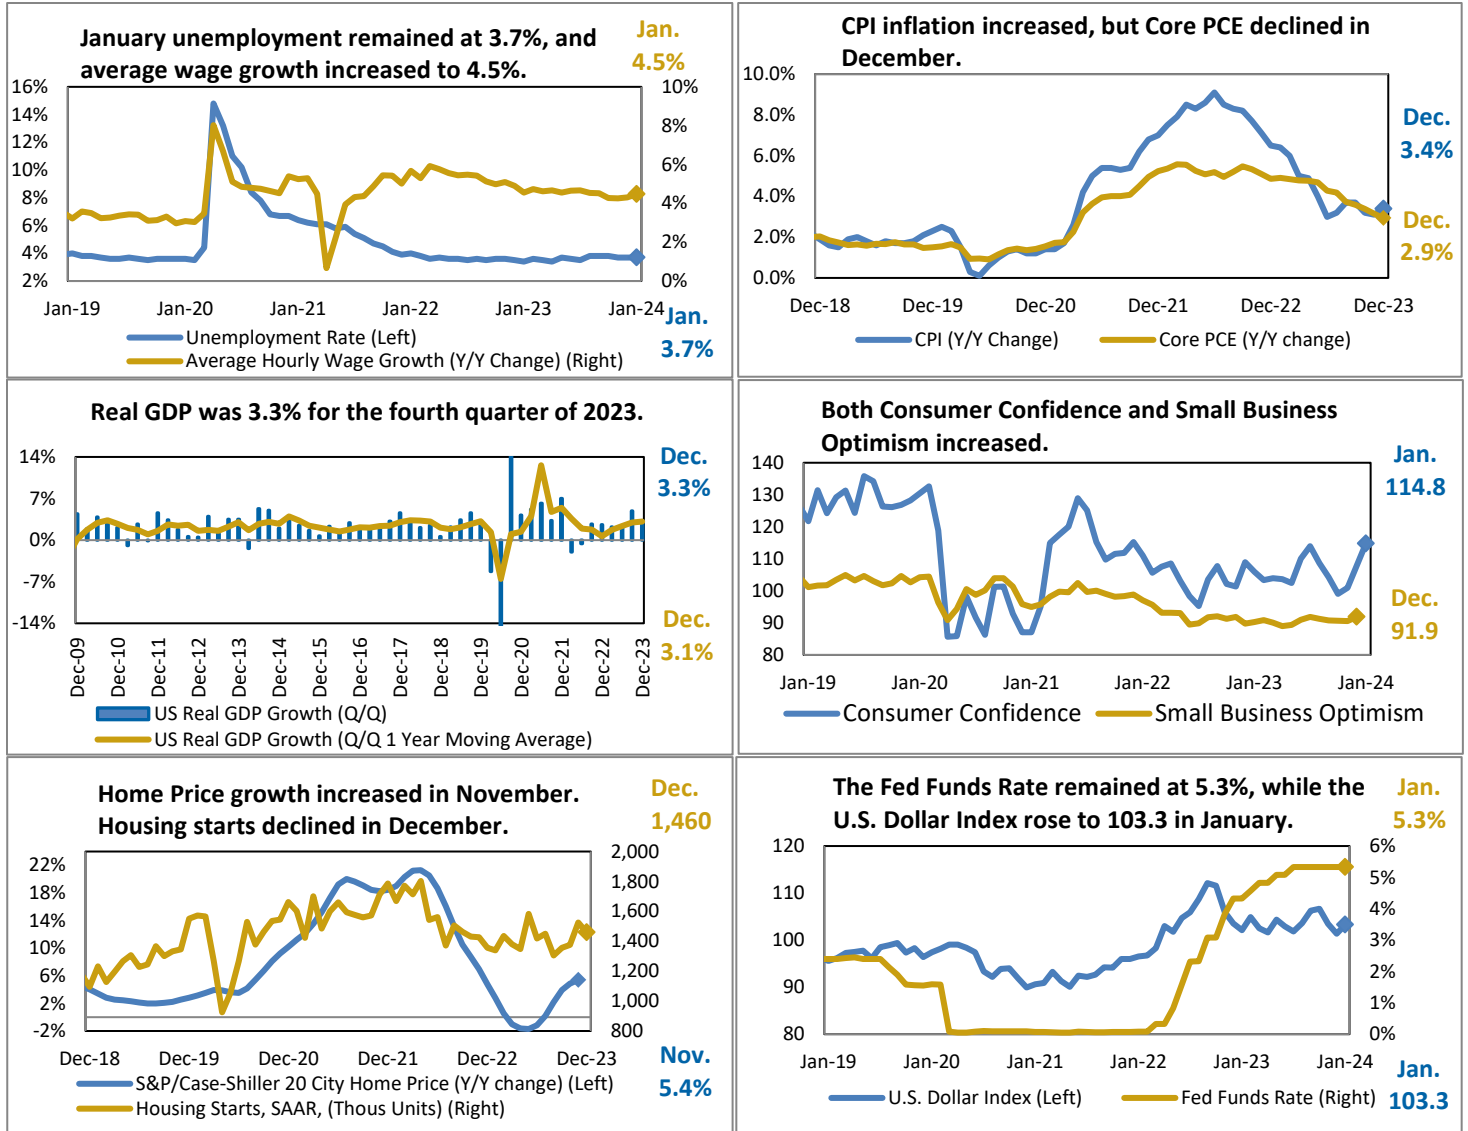 January unemployment remained at 3.7%, and
average wage growth increased to 4.5%.
Jan.
4.5%
16%
14%
12%
10%
8%
6%
4%
2%
10%
8%
6%
4%
2%
0%
Jan-19 Jan-20 Jan-21 Jan-22 Jan-23 Jan-24
Unemployment Rate (Left)
Average Hourly Wage Growth (Y/Y Change) (Right)
Jan.
3.7%
CPI inflation increased, but Core PCE declined in
December.
10.0%
8.0%
6.0%
4.0%
2.0%
0.0%
Dec.
3.4%
Dec.
2.9%
Dec-18 Dec-19 Dec-20 Dec-21 Dec-22 Dec-23
CPI (Y/Y Change) Core PCE (Y/Y change)
Real GDP was 3.3% for the fourth quarter of 2023.
14%
7%
0%
-7%
-14%
Dec.
3.3%
Dec.
3.1%
Dec-09 Dec-10 Dec-11 Dec-12 Dec-13 Dec-14 Dec-15 Dec-16 Dec-17 Dec-18 Dec-19 Dec-20 Dec-21 Dec-22 Dec-23
US Real GDP Growth (Q/Q)
US Real GDP Growth (Q/Q 1 Year Moving Average)
Both Consumer Confidence and Small Business
Optimism increased.
140
130
120
110
100
90
80
Jan.
114.8
Dec.
91.9
Jan-19 Jan-20 Jan-21 Jan-22 Jan-23 Jan-24
Consumer Confidence Small Business Optimism
Home Price growth increased in November.
Housing starts declined in December.
Dec.
1,460
22%
18%
14%
10%
6%
2%
-2%
2,000
1,800
1,600
1,400
1,200
1,000
800
Dec-18 Dec-19 Dec-20 Dec-21 Dec-22 Dec-23
S&P/Case-Shiller 20 City Home Price (Y/Y change) (Left)
Housing Starts, SAAR, (Thous Units) (Right)
Nov.
5.4%
The Fed Funds Rate remained at 5.3%, while the
U.S. Dollar Index rose to 103.3 in January.
Jan.
5.3%
120
110
100
90
80
6%
5%
4%
3%
2%
1%
0%
Jan-19 Jan-20 Jan-21 Jan-22 Jan-23 Jan-24
U.S. Dollar Index (Left) Fed Funds Rate (Right)
Jan.
103.3